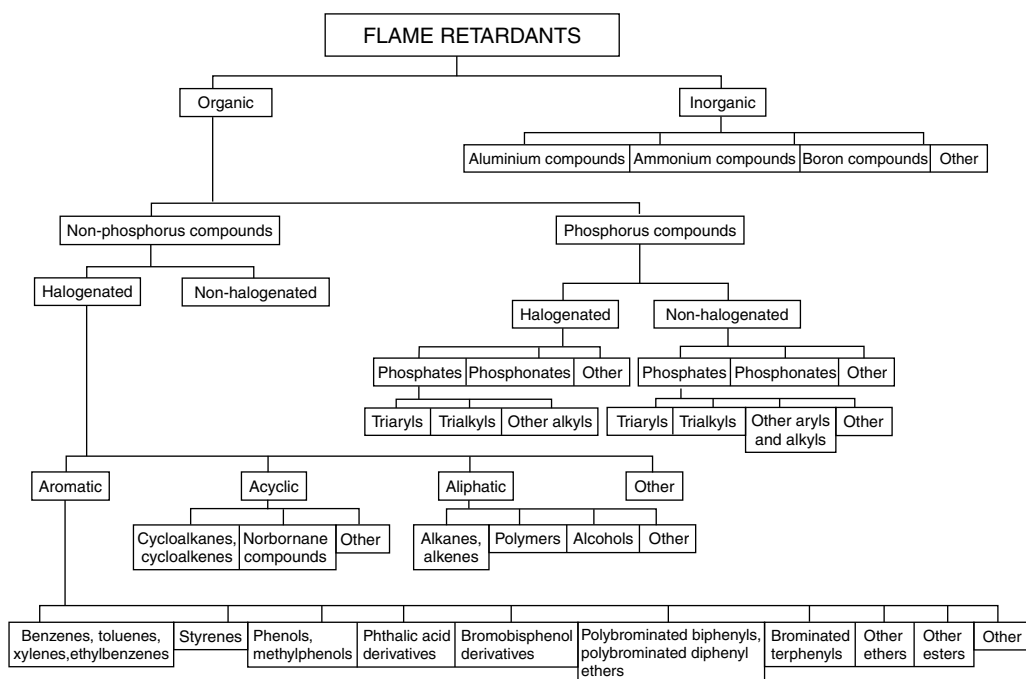 FLAME RETARDANTS
Organic
Inorganic
Aluminium compounds
Ammonium compounds
Boron compounds
Other
Non-phosphorus compounds
Phosphorus compounds
Halogenated
Non-halogenated
Halogenated
Non-halogenated
Phosphates
Phosphonates
Other
Phosphates
Phosphonates
Other
Triaryls
Trialkyls
Other alkyls
Triaryls
Trialkyls
Other aryls
and alkyls
Other
Aromatic
Acyclic
Aliphatic
Other
Cycloalkanes,
cycloalkenes
Norbornane
compounds
Other
Alkanes,
alkenes
Polymers
Alcohols
Other
Benzenes, toluenes,
xylenes,ethylbenzenes
Styrenes
Phenols,
methylphenols
Phthalic acid
derivatives
Bromobisphenol
derivatives
Polybrominated biphenyls,
polybrominated diphenyl
ethers
Brominated
terphenyls
Other
ethers
Other
esters
Other